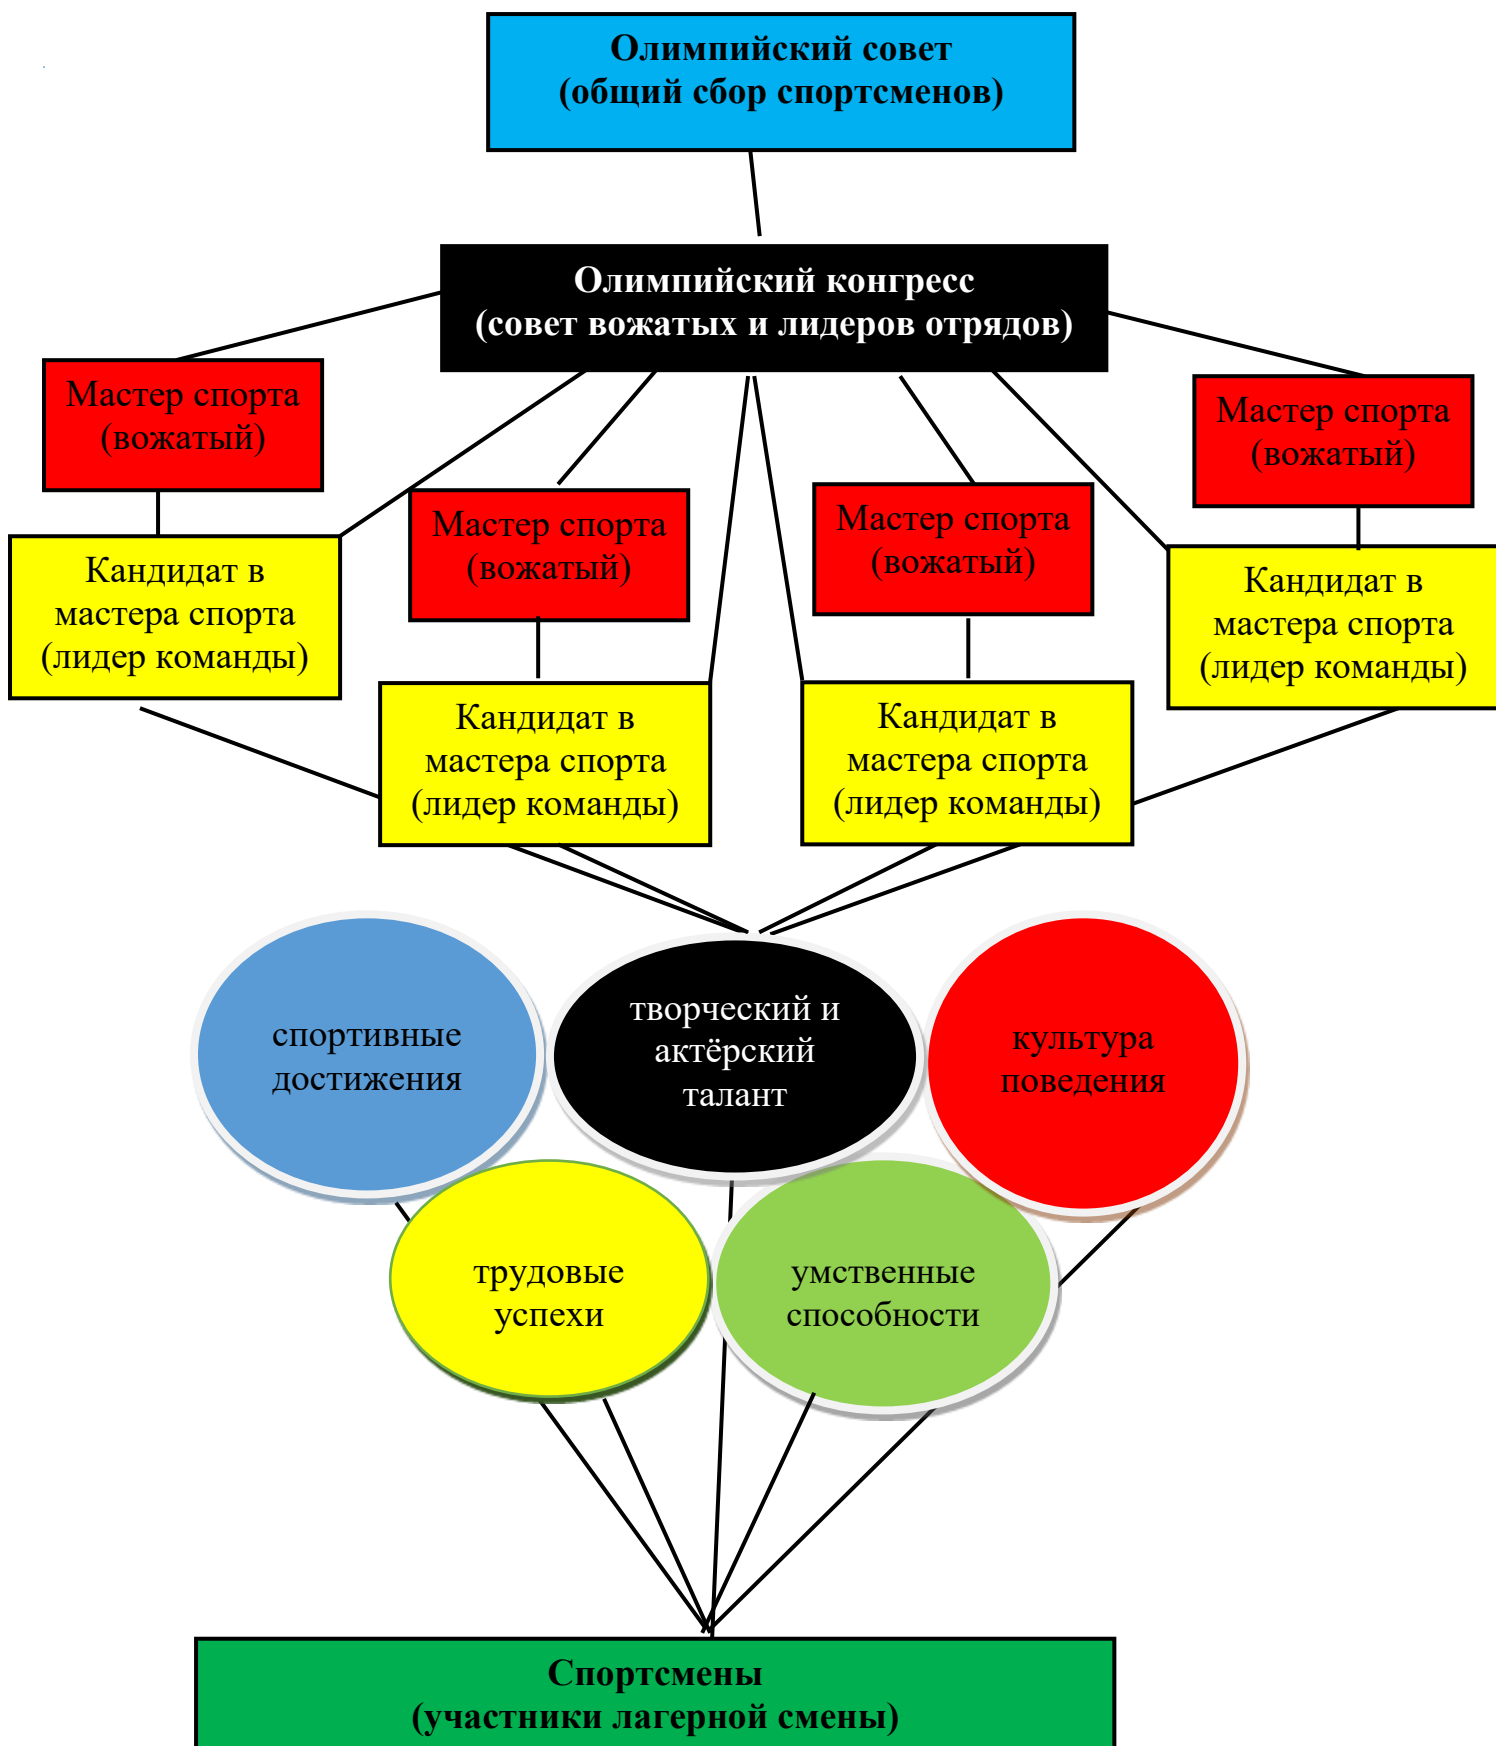 Олимпийский совет
(общий сбор спортсменов)
Олимпийский конгресс
(совет вожатых и лидеров отрядов)
Мастер спорта
(вожатый)
Мастер спорта
(вожатый)
Мастер спорта
(вожатый)
Мастер спорта
(вожатый)
Кандидат в
мастера спорта
(лидер команды)
Кандидат в
мастера спорта
(лидер команды)
Кандидат в
мастера спорта
(лидер команды)
Кандидат в
мастера спорта
(лидер команды)
спортивные
достижения
творческий и
актёрский
талант
культура
поведения
трудовые
успехи
умственные
способности
Спортсмены
(участники лагерной смены)